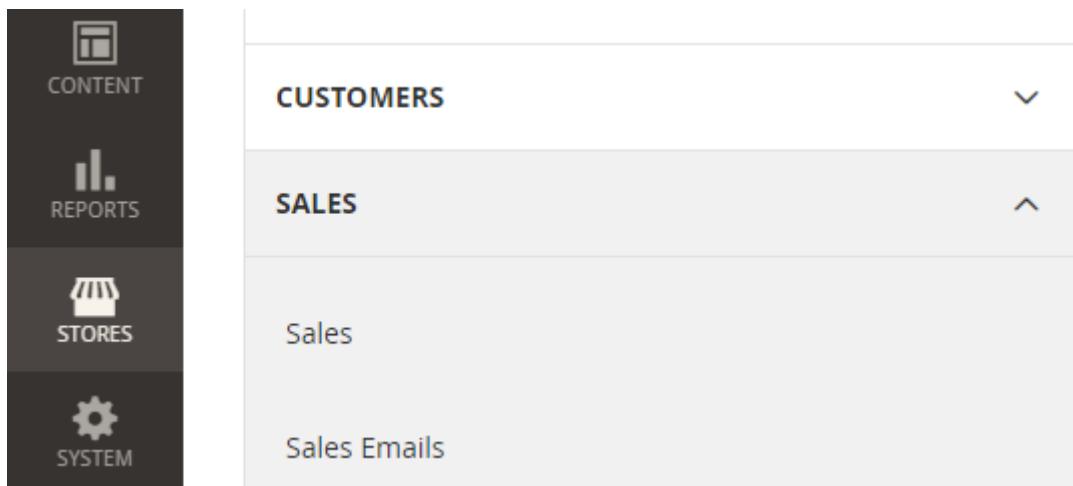 CONTENT
REPORTS
STORES
SYSTEM
CUSTOMERS
SALES
Sales
Sales Emails